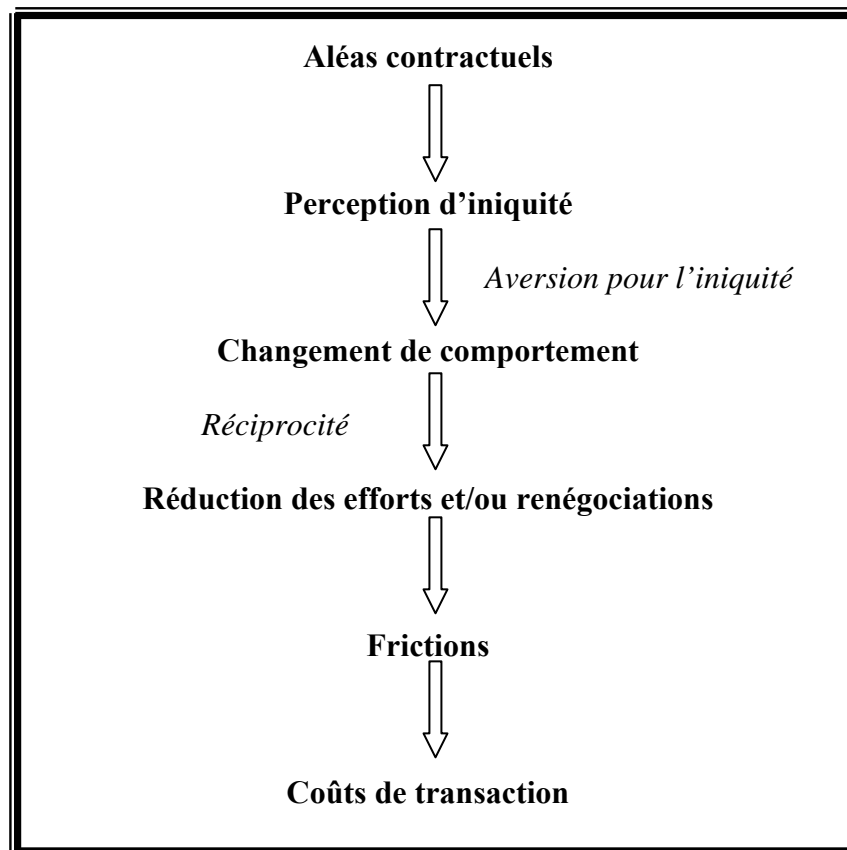 Aléas contractuels
Perception d’iniquité
Aversion pour l’iniquité
Changement de comportement
Réciprocité
Réduction des efforts et/ou renégociations
Frictions
Coûts de transaction